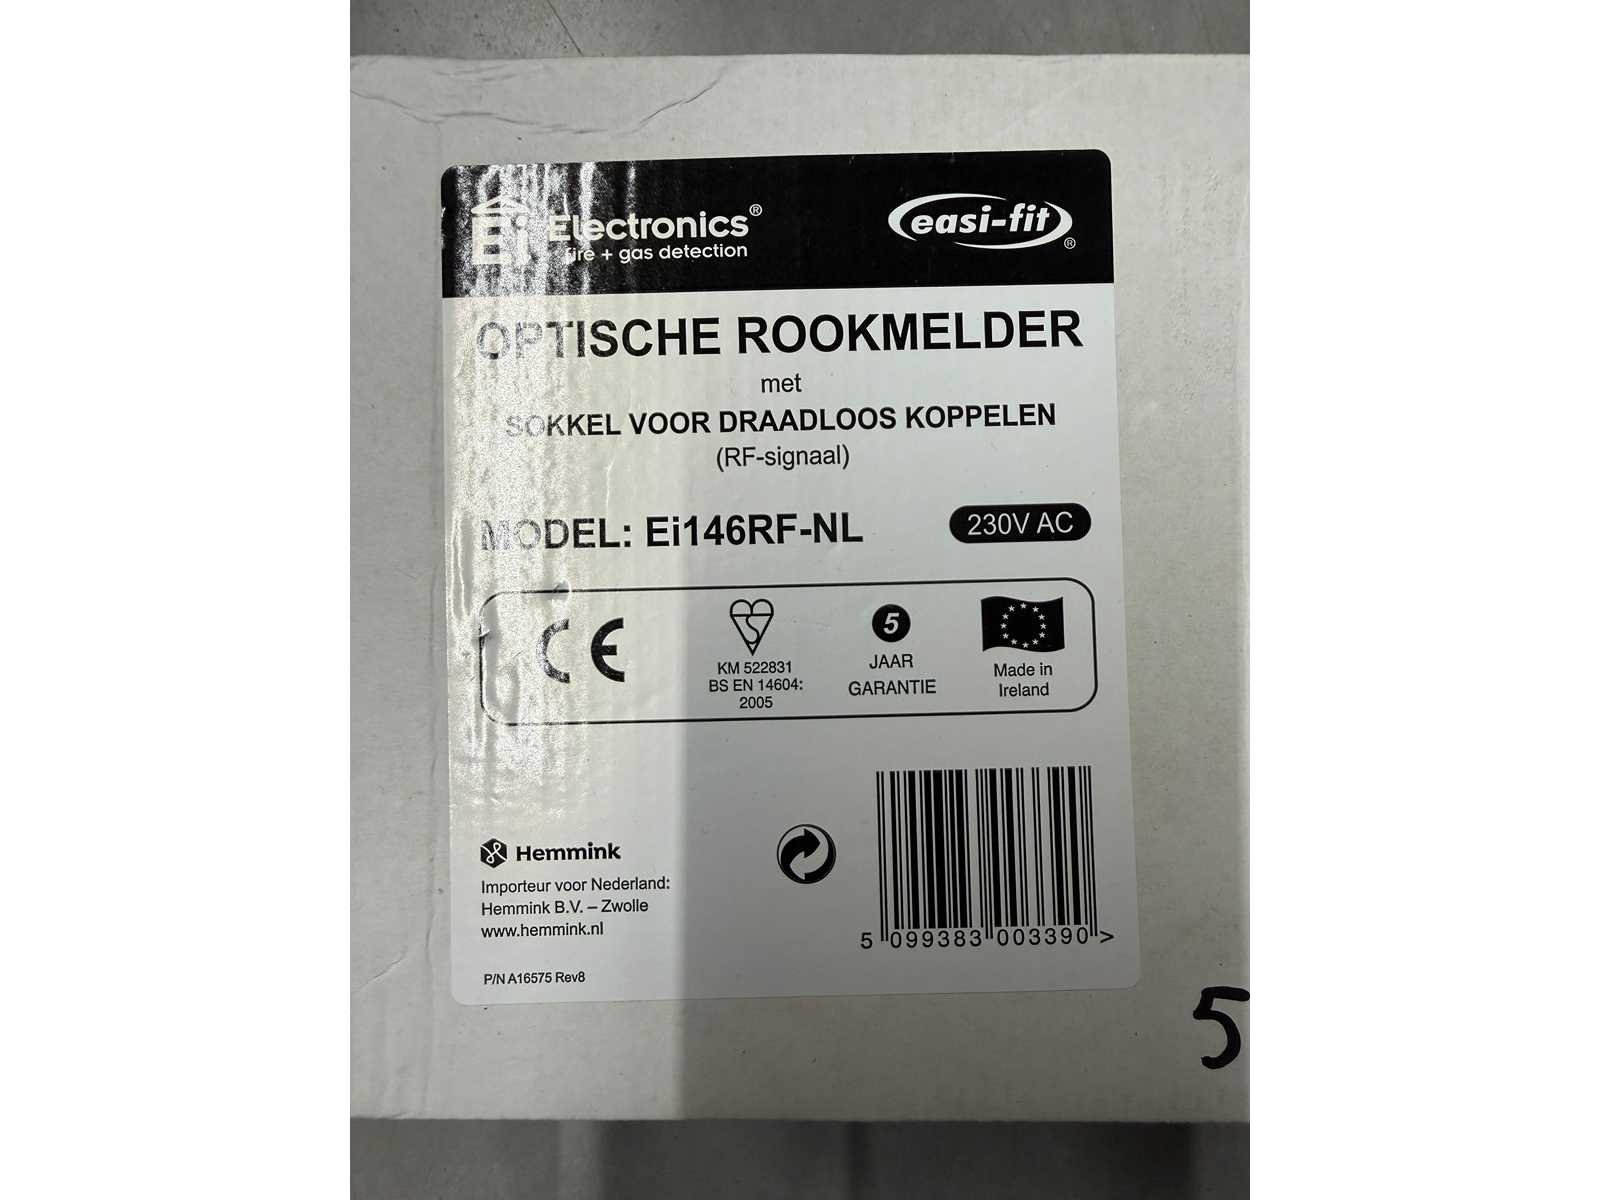 Ei Electronics®
fire + gas detection
easi-fit®
OPTISCHE ROOKMELDER
met
SOKKEL VOOR DRAADLOOS KOPPELEN
(RF-signaal)
MODEL: Ei146RF-NL
230V AC
CE
KM 522831
BS EN 14604:
2005
5
JAAR
GARANTIE
Made in
Ireland
Hemmink
Importeur voor Nederland:
Hemmink B.V. – Zwolle
www.hemmink.nl
P/N A16575 Rev8
5 099383 003390 >
5